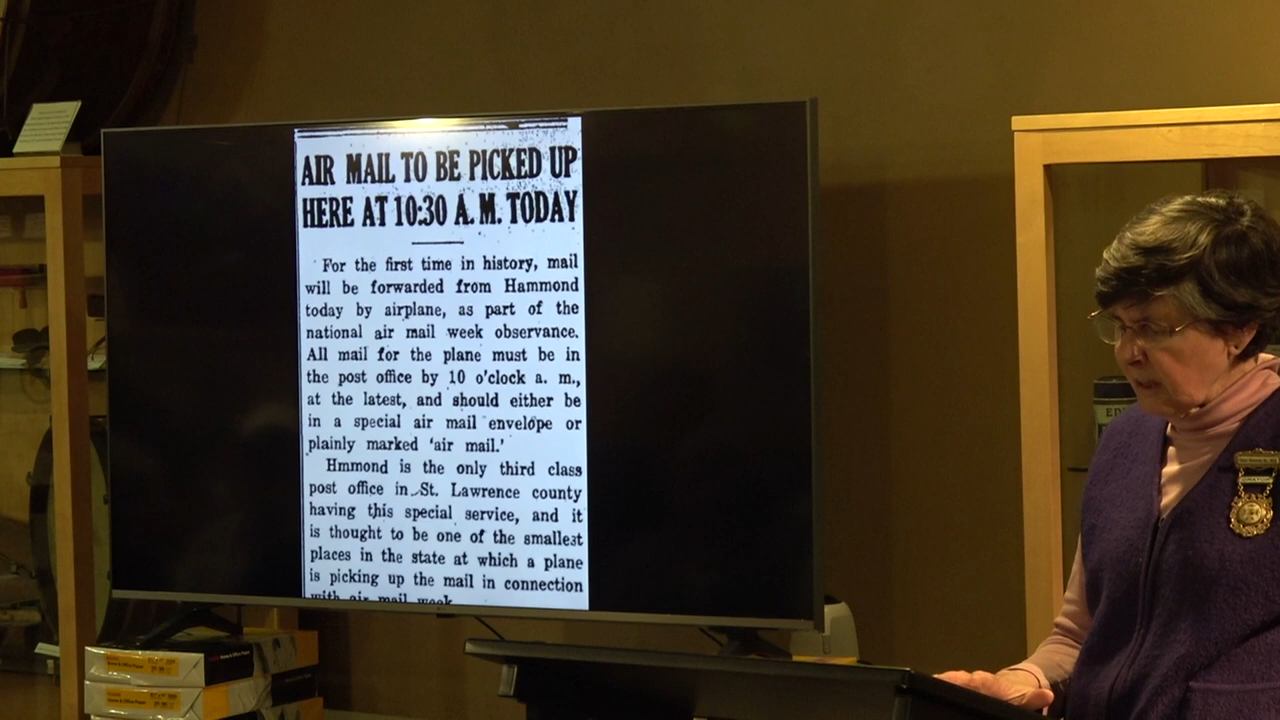 AIR MAIL TO BE PICKED UP
HERE AT 10:30 A. M. TODAY
For the first time in history, mail
will be forwarded from Hammond
today by airplane, as part of the
national air mail week observance.
All mail for the plane must be in
the post office by 10 o'clock a. m.,
at the latest, and should either be
in a special air mail envelope or
plainly marked 'air mail.'
Hmmond is the only third class
post office in St. Lawrence county
having this special service, and it
is thought to be one of the smallest
places in the state at which a plane
is picking up the mail in connection
with air mail week